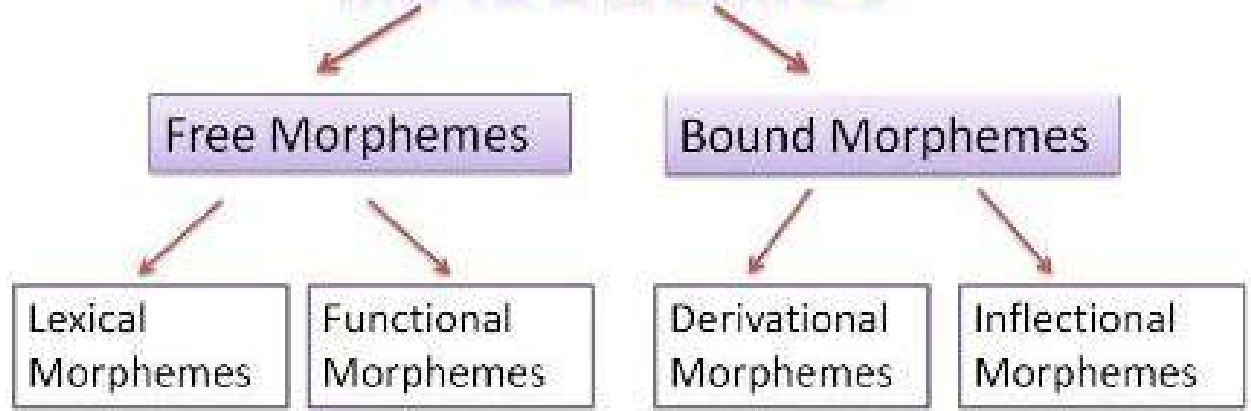 Free Morphemes
Bound Morphemes
Lexical
Morphemes
Functional
Morphemes
Derivational
Morphemes
Inflectional
Morphemes